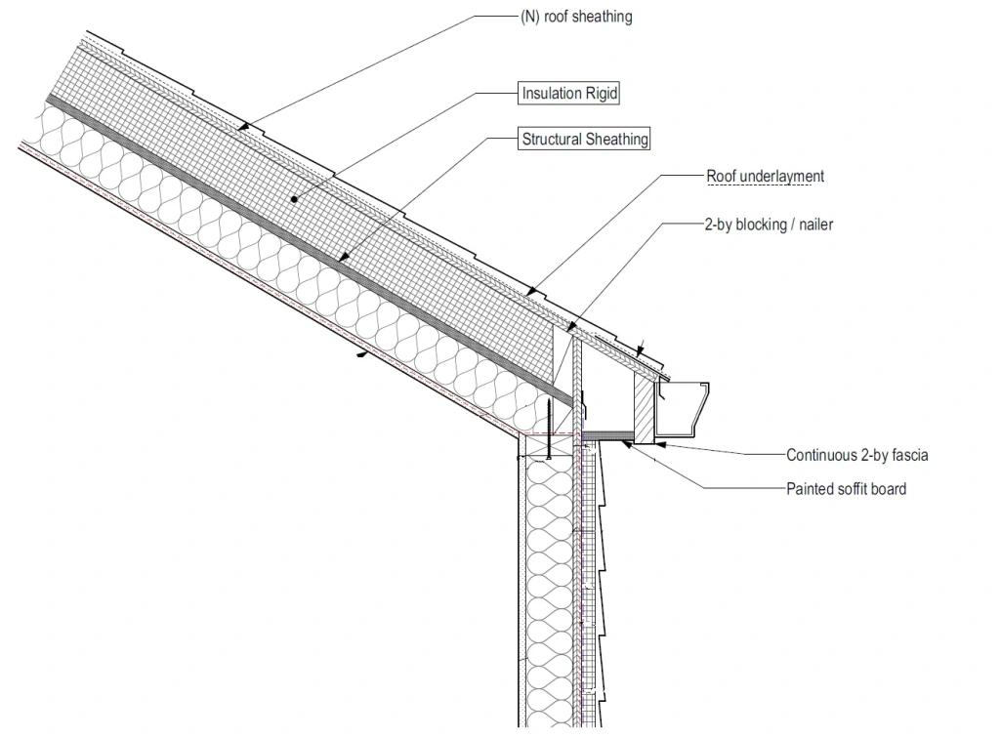 (N) roof sheathing
Insulation Rigid
Structural Sheathing
Roof underlayment
2-by blocking / nailer
Continuous 2-by fascia
Painted soffit board